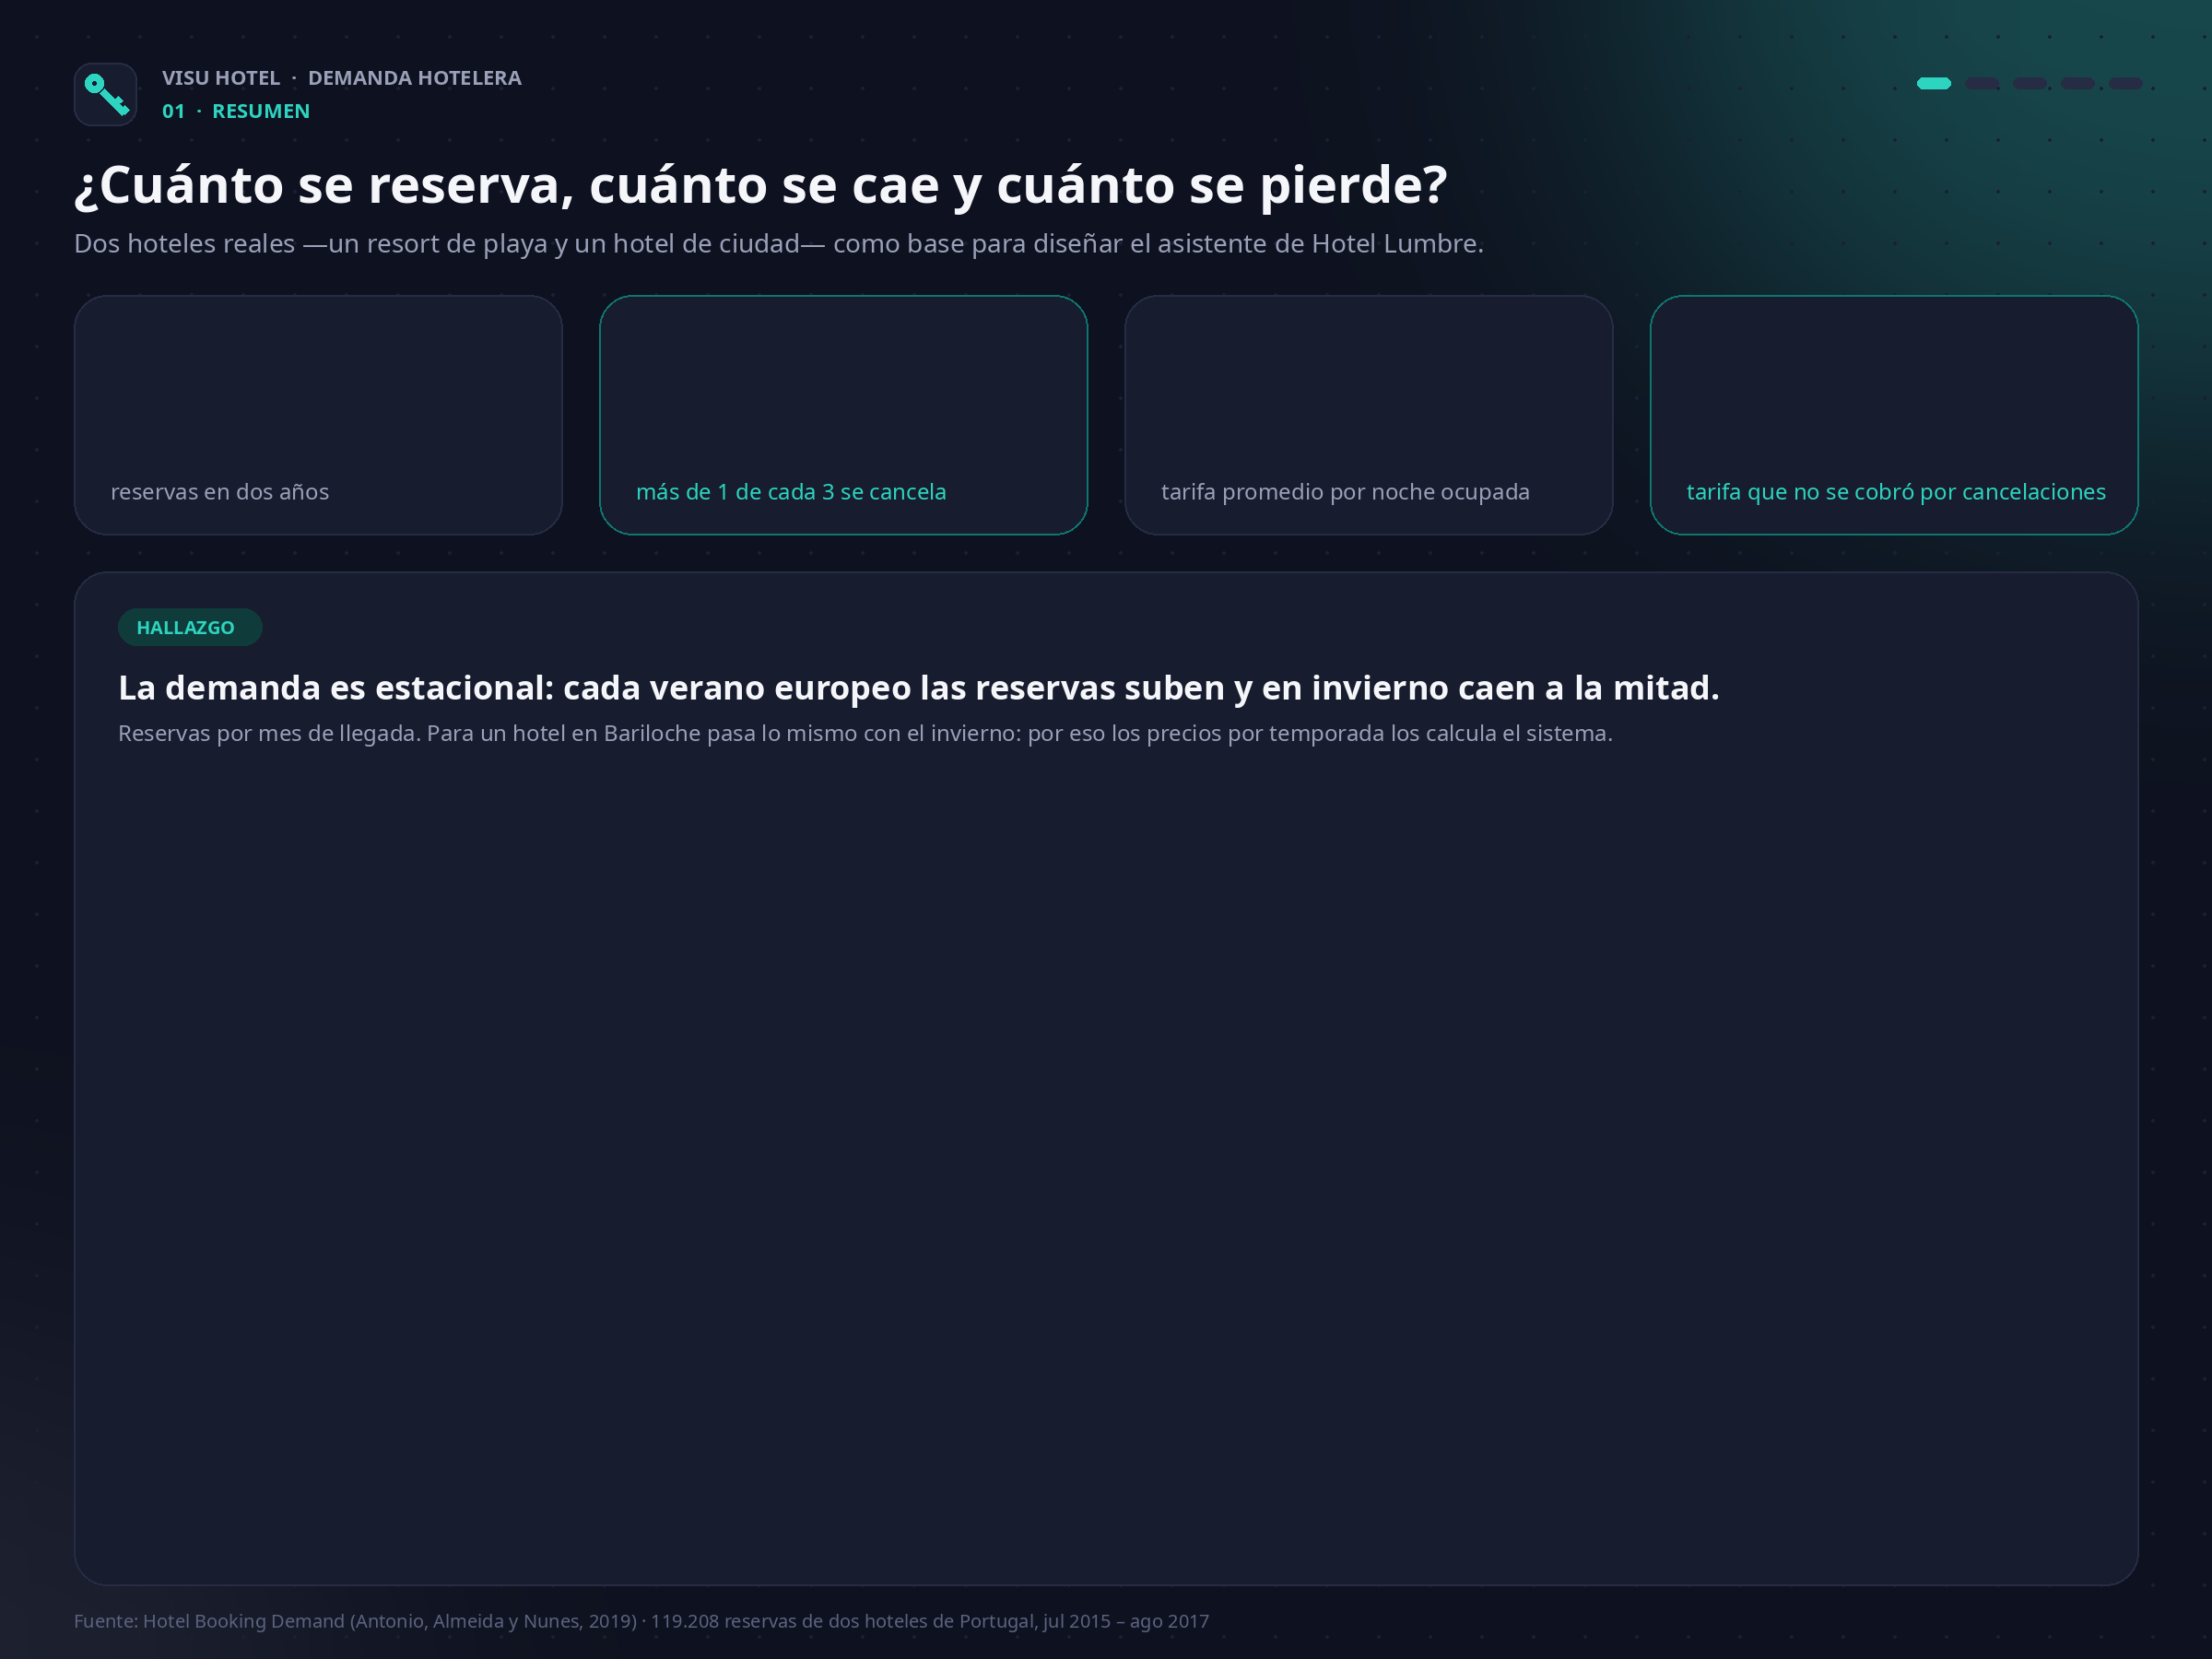 VISU HOTEL · DEMANDA HOTELERA
01 · RESUMEN
¿Cuánto se reserva, cuánto se cae y cuánto se pierde?
Dos hoteles reales —un resort de playa y un hotel de ciudad— como base para diseñar el asistente de Hotel Lumbre.
reservas en dos años
más de 1 de cada 3 se cancela
tarifa promedio por noche ocupada
tarifa que no se cobró por cancelaciones
HALLAZGO
La demanda es estacional: cada verano europeo las reservas suben y en invierno caen a la mitad.
Reservas por mes de llegada. Para un hotel en Bariloche pasa lo mismo con el invierno: por eso los precios por temporada los calcula el sistema.
Fuente: Hotel Booking Demand (Antonio, Almeida y Nunes, 2019) · 119.208 reservas de dos hoteles de Portugal, jul 2015 – ago 2017